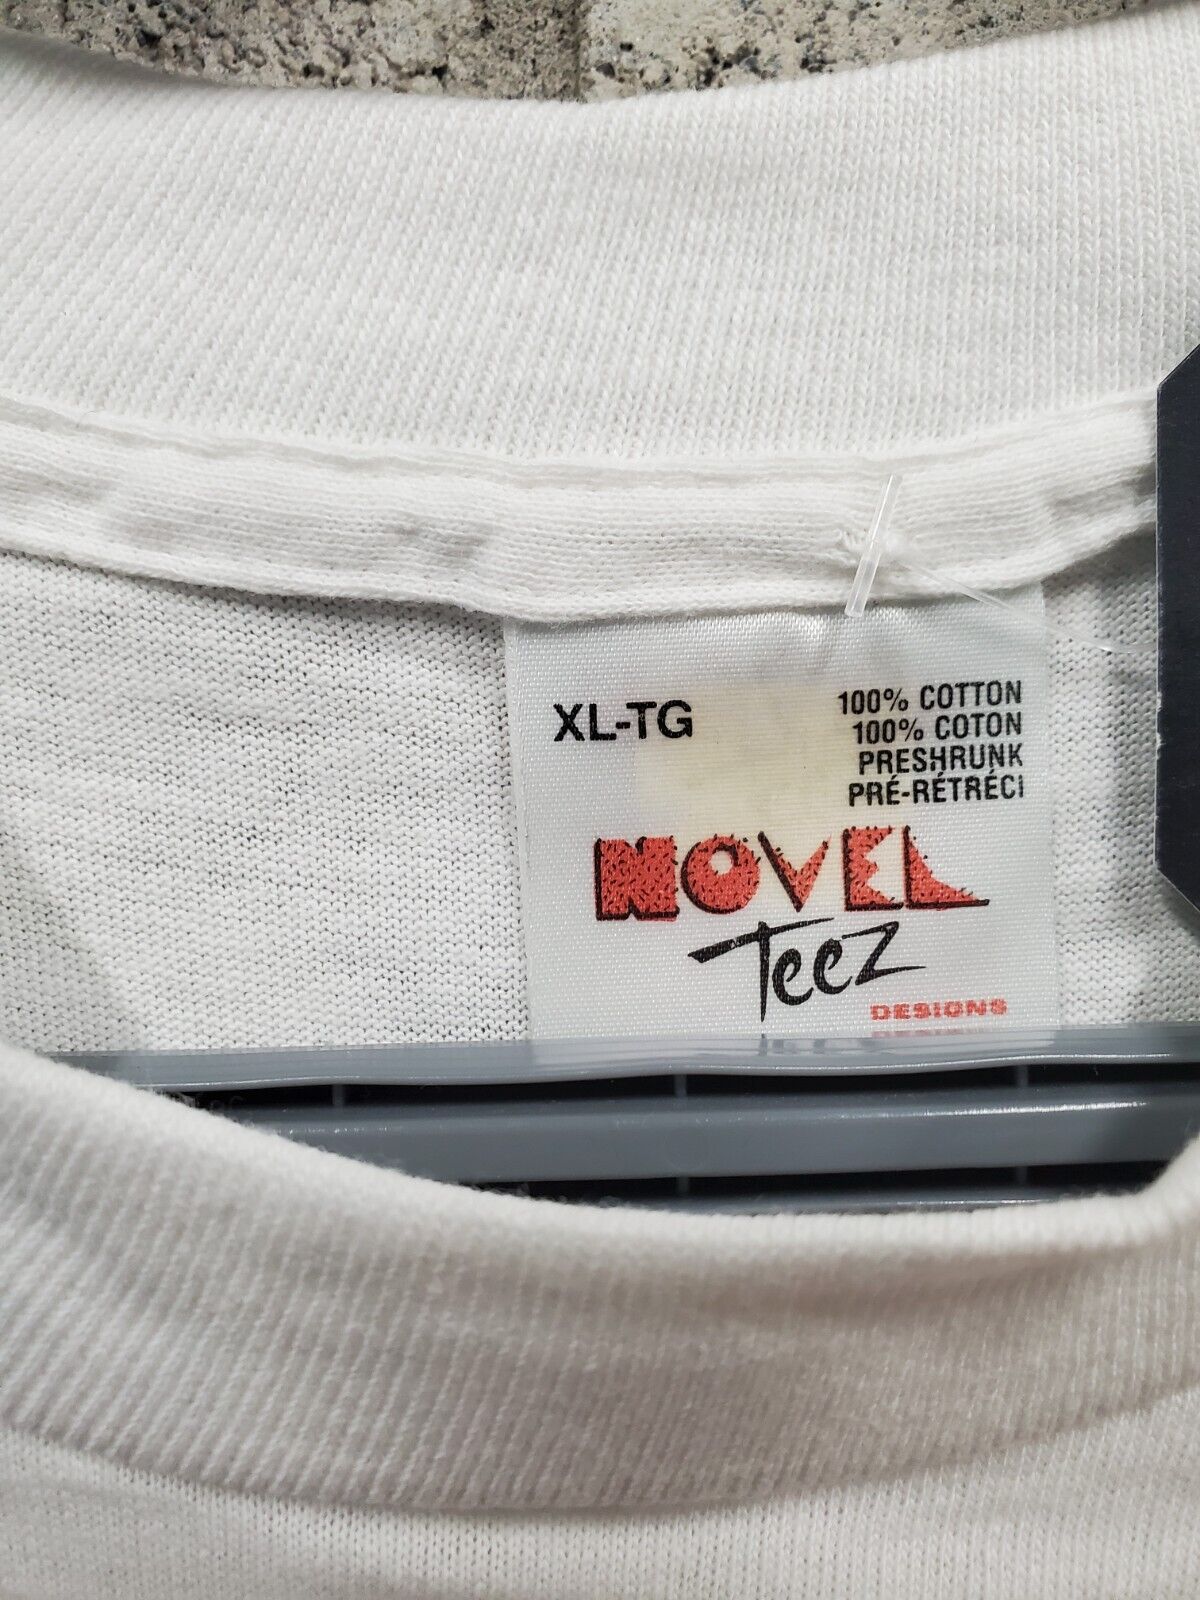 XL-TG
100% COTTON
100% COTON
PRESHRUNK
PRÉ-RÉTRÉCI
NOVEL
Teez
DESIGNS